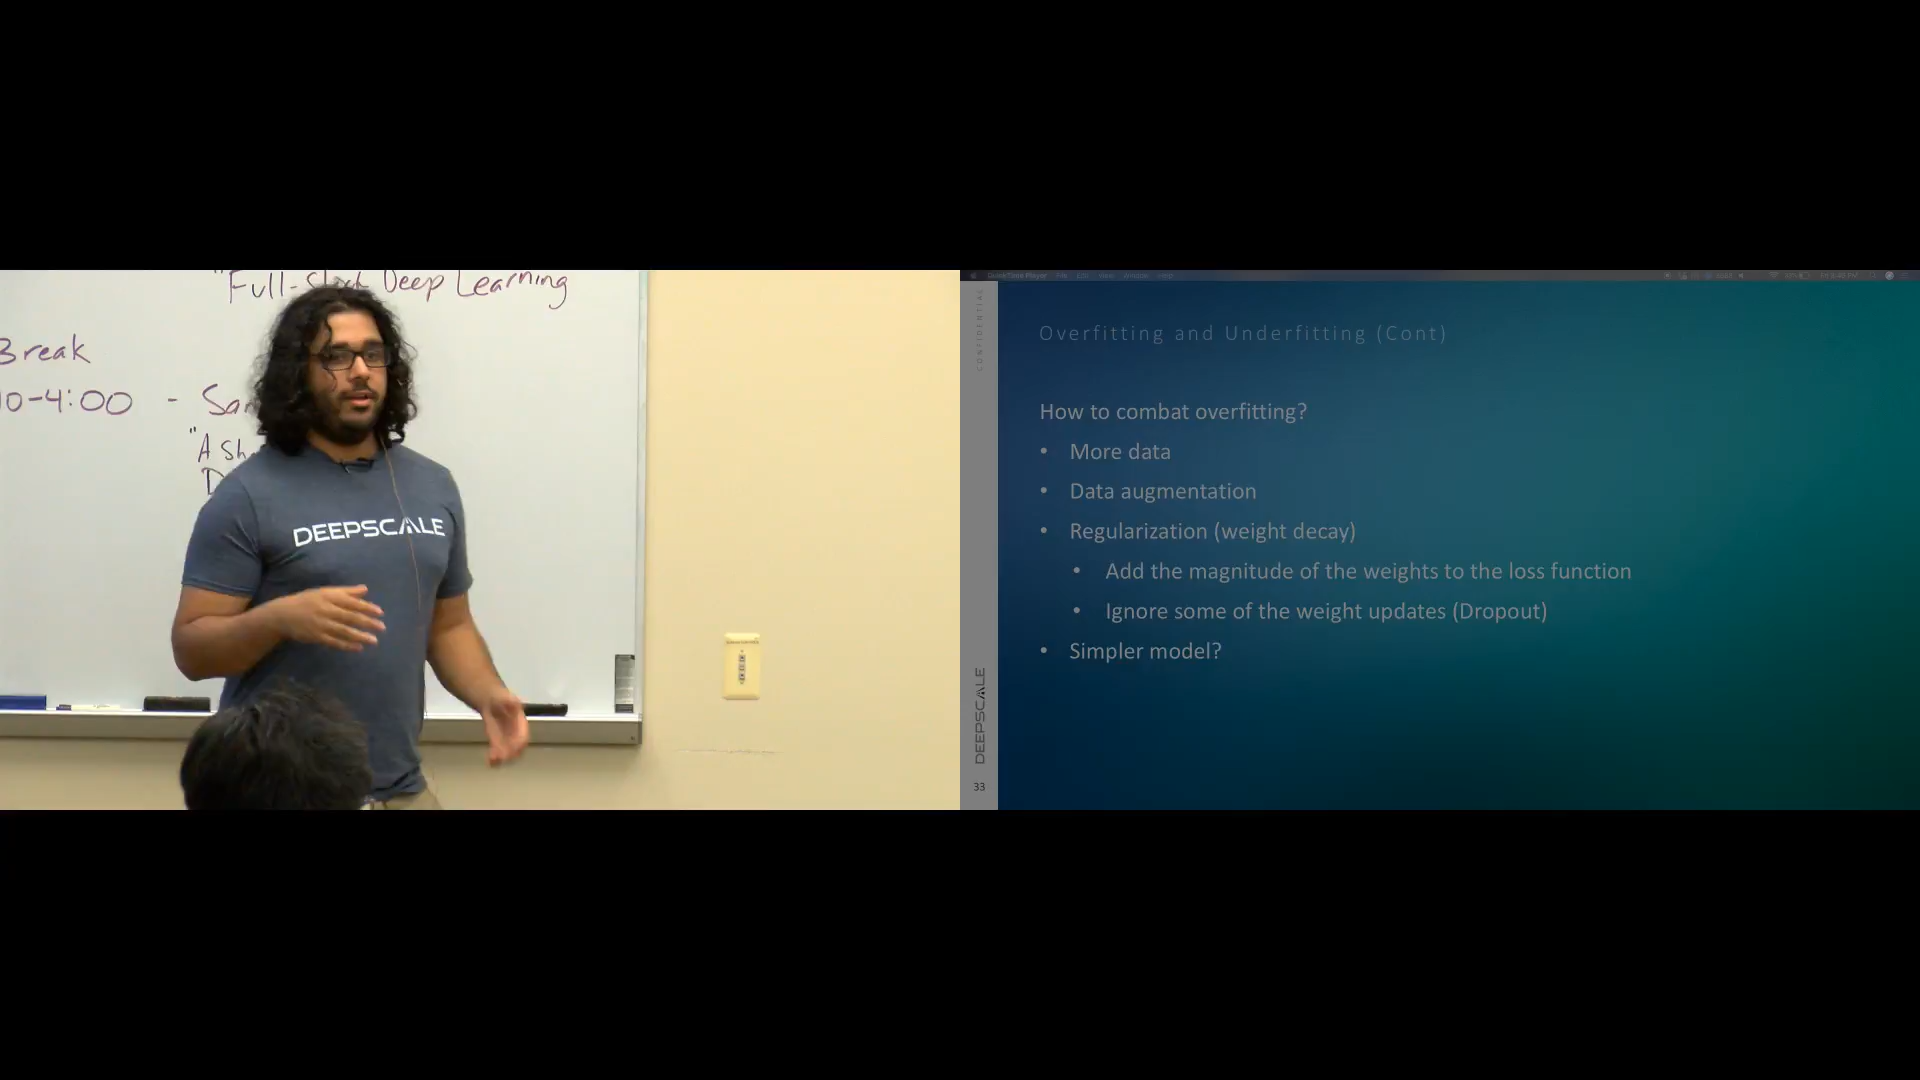 "Full-Stack Deep Learning
Break
10-4:00 -
"A Sh
DEEPSCALE
CONFIDENTIAL
Overfitting and Underfitting (Cont)
How to combat overfitting?
• More data
• Data augmentation
• Regularization (weight decay)
• Add the magnitude of the weights to the loss function
• Ignore some of the weight updates (Dropout)
• Simpler model?
DEEPSCALE
33